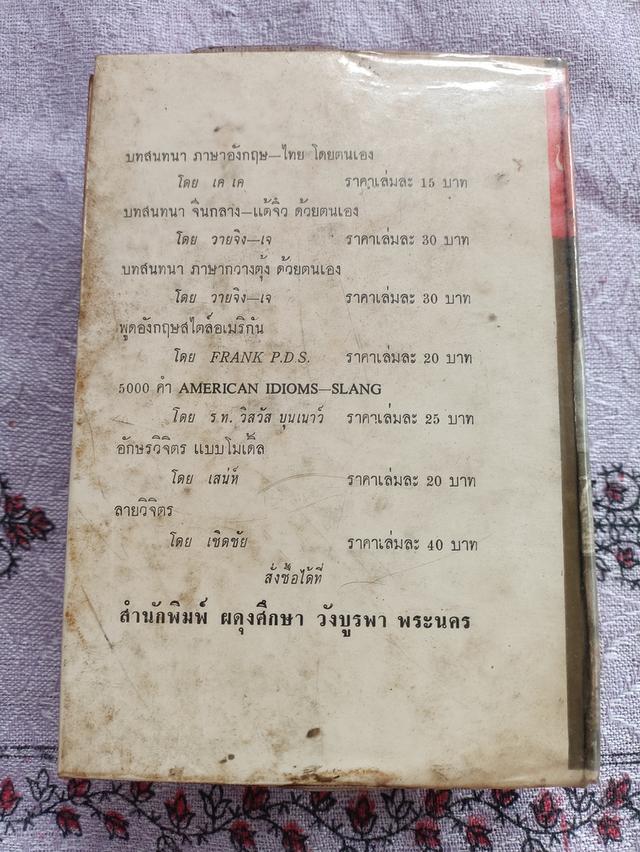 บทสนทนา ภาษาอังกฤษ—ไทย โดยตนเอง
โดย เค เค ราคาเล่มละ 15 บาท
บทสนทนา จีนกลาง—แต้จิ๋ว ด้วยตนเอง
โดย วายจิง—เจ ราคาเล่มละ 30 บาท
บทสนทนา ภาษากวางตุ้ง ด้วยตนเอง
โดย วายจิง—เจ ราคาเล่มละ 30 บาท
พูดอังกฤษสไตล์อเมริกัน
โดย FRANK P.D.S. ราคาเล่มละ 20 บาท
5000 คำ AMERICAN IDIOMS—SLANG
โดย ร.ท. วิสวัส บุนเนาว์ ราคาเล่มละ 25 บาท
อักษรวิจิตร แบบโมเด็ล
โดย เสน่ห์ ราคาเล่มละ 20 บาท
ลายวิจิตร
โดย เชิดชัย ราคาเล่มละ 40 บาท
สั่งซื้อได้ที่
สำนักพิมพ์ ผดุงศึกษา วังบูรพา พระนคร